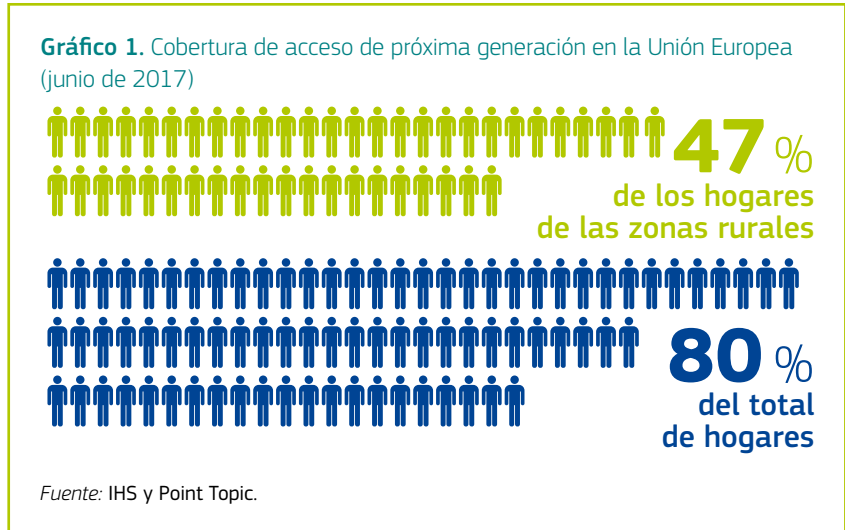 Gráfico 1. Cobertura de acceso de próxima generación en la Unión Europea
(junio de 2017)
47 %
de los hogares
de las zonas rurales
80 %
del total
de hogares
Fuente: IHS y Point Topic.